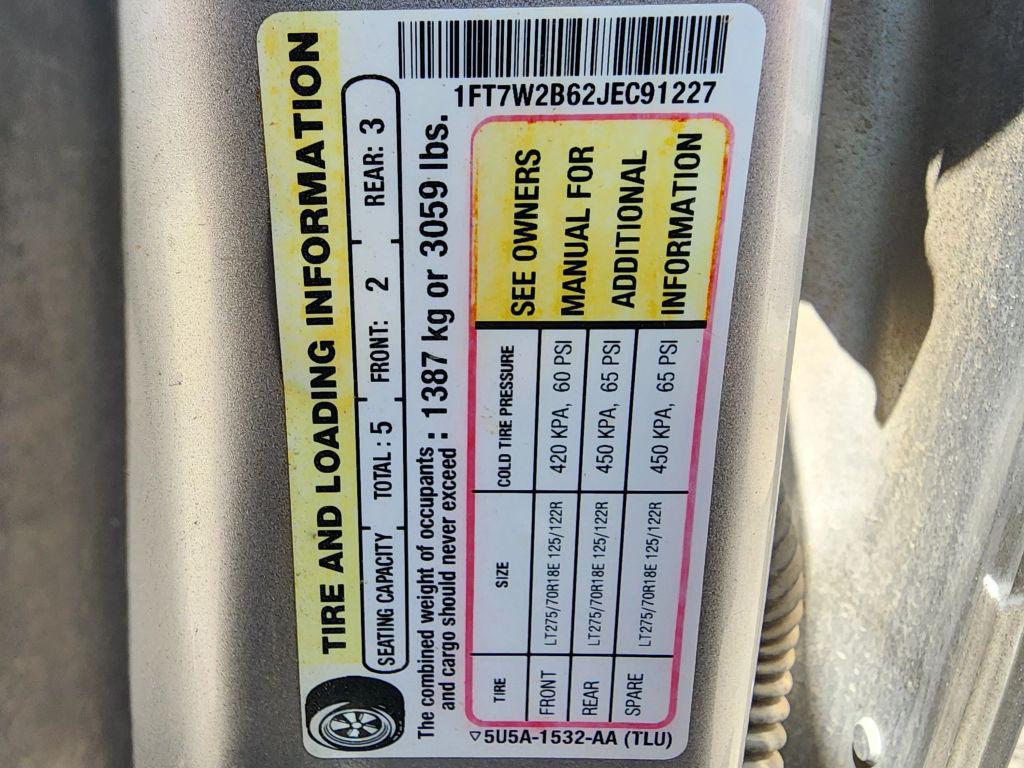 TIRE AND LOADING INFORMATION
SEATING CAPACITY TOTAL : 5 FRONT: 2 REAR: 3
The combined weight of occupants
and cargo should never exceed : 1387 kg or 3059 lbs.
1FT7W2B62JEC91227
TIRE SIZE COLD TIRE PRESSURE
FRONT LT275/70R18E 125/122R 420 KPA, 60 PSI
REAR LT275/70R18E 125/122R 450 KPA, 65 PSI
SPARE LT275/70R18E 125/122R 450 KPA, 65 PSI
SEE OWNERS
MANUAL FOR
ADDITIONAL
INFORMATION
▽5U5A-1532-AA (TLU)